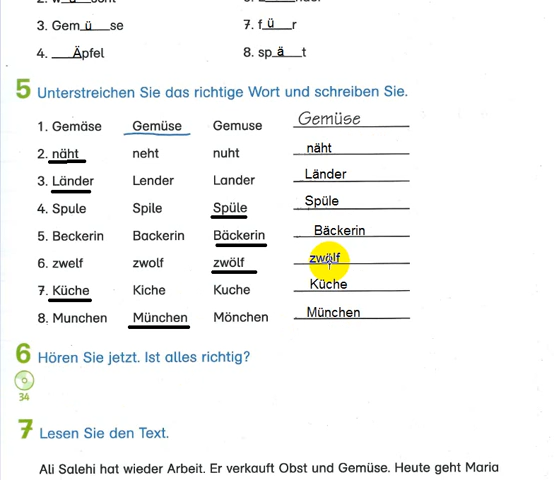 3. Gem ü se 7. f ü r
4. Äpfel 8. sp ä t
5 Unterstreichen Sie das richtige Wort und schreiben Sie.
1. Gemäse Gemüse Gemuse Gemüse
2. näht neht nuht näht
3. Länder Lender Lander Länder
4. Spule Spile Spüle Spüle
5. Beckerin Backerin Bäckerin Bäckerin
6. zwelf zwolf zwölf zwölf
7. Küche Kiche Kuche Küche
8. Munchen München Mönchen München
6 Hören Sie jetzt. Ist alles richtig?
34
7 Lesen Sie den Text.
Ali Salehi hat wieder Arbeit. Er verkauft Obst und Gemüse. Heute geht Maria